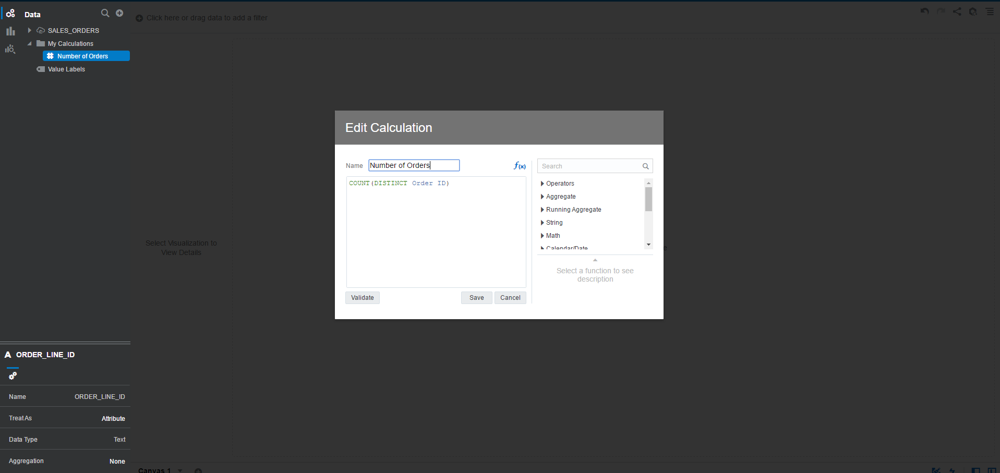 Data
Click here or drag data to add a filter
SALES_ORDERS
My Calculations
Number of Orders
Value Labels
Select Visualization to
View Details
Edit Calculation
Name Number of Orders
f(x)
COUNT(DISTINCT Order ID)
Validate
Save
Cancel
Search
Operators
Aggregate
Running Aggregate
String
Math
Calendar/Date
Select a function to see
description
e
A ORDER_LINE_ID
Name ORDER_LINE_ID
Treat As Attribute
Data Type Text
Aggregation None
Canvas 1